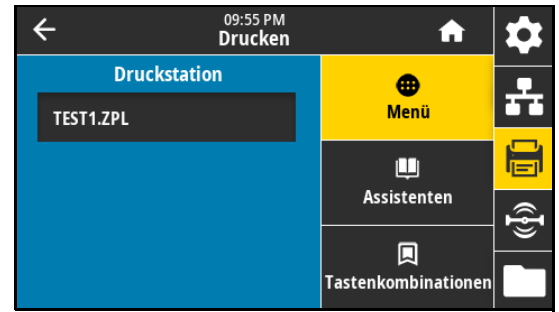 09:55 PM
Drucken
Druckstation
TEST1.ZPL
Menü
Assistenten
Tastenkombinationen